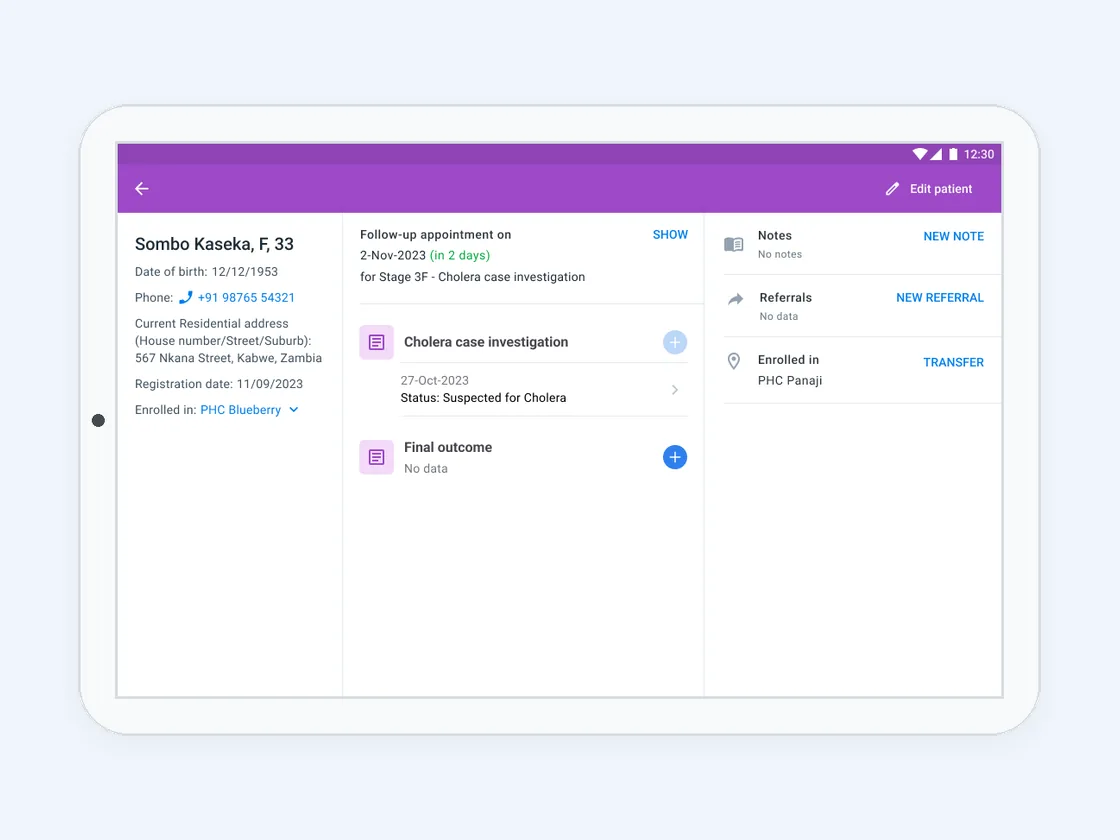 12:30
Edit patient
Sombo Kaseka, F, 33
Date of birth: 12/12/1953
Phone: +91 98765 54321
Current Residential address
(House number/Street/Suburb):
567 Nkana Street, Kabwe, Zambia
Registration date: 11/09/2023
Enrolled in: PHC Blueberry
Follow-up appointment on
SHOW
2-Nov-2023 (in 2 days)
for Stage 3F - Cholera case investigation
Cholera case investigation
27-Oct-2023
Status: Suspected for Cholera
Final outcome
No data
Notes
NEW NOTE
No notes
Referrals
NEW REFERRAL
No data
Enrolled in
TRANSFER
PHC Panaji